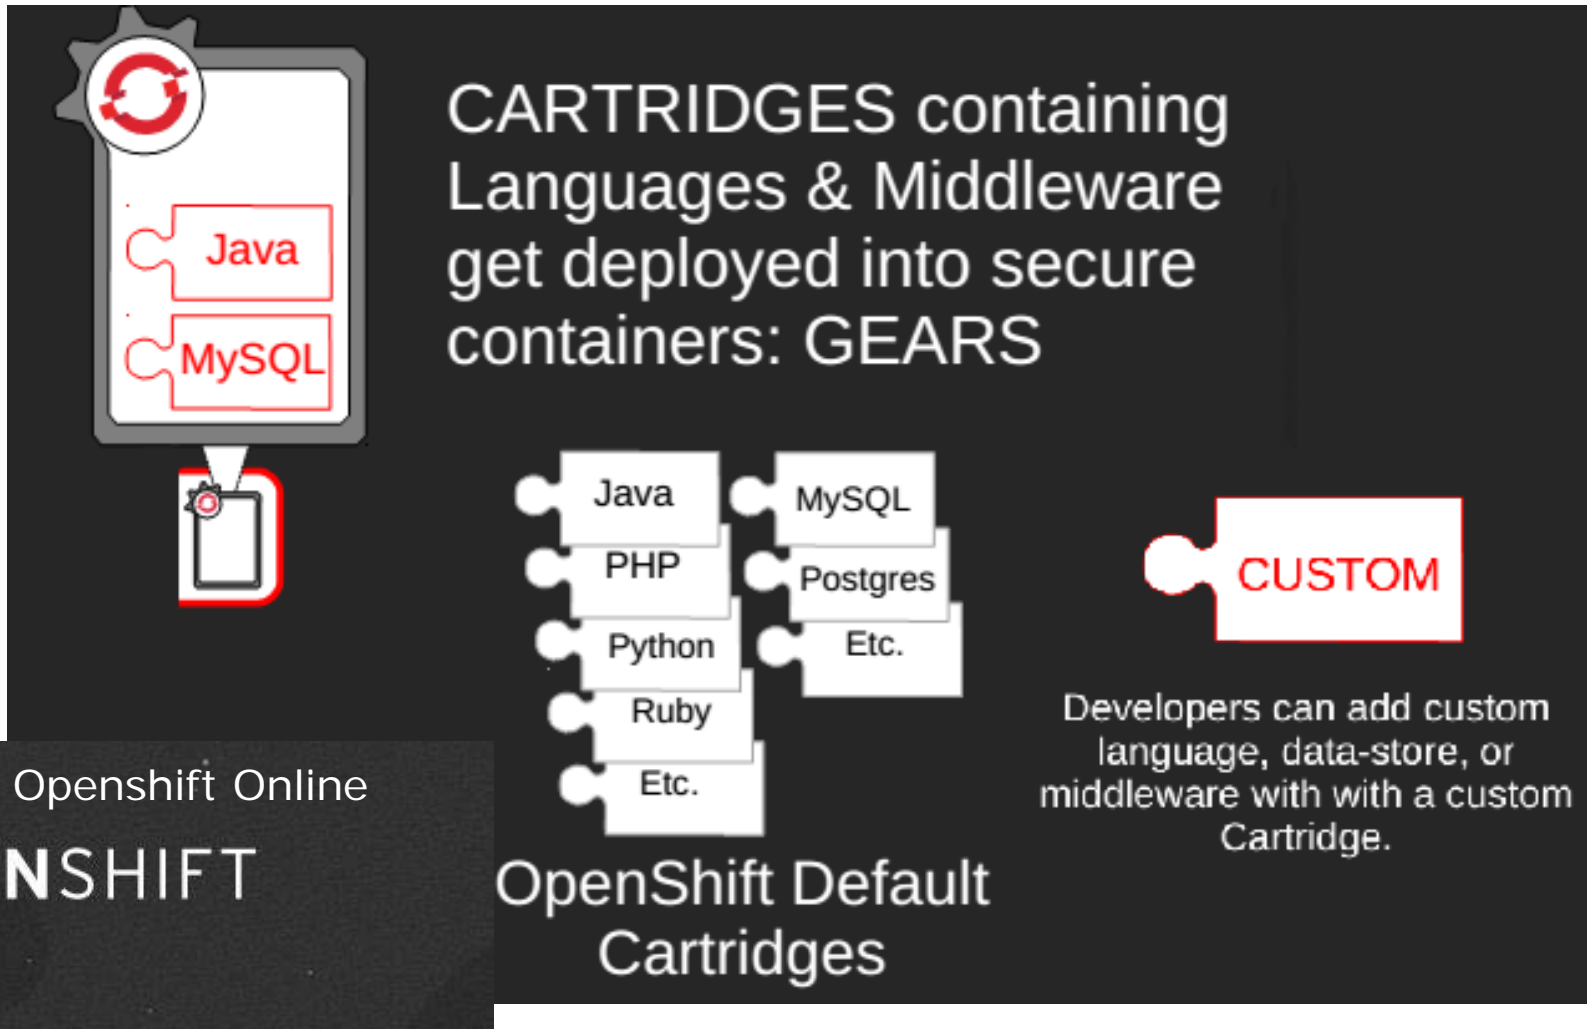 CARTRIDGES containing
Languages & Middleware
get deployed into secure
containers: GEARS
Java
MySQL
Java
PHP
Python
Ruby
Etc.
MySQL
Postgres
Etc.
CUSTOM
Developers can add custom
language, data-store, or
middleware with with a custom
Cartridge.
OpenShift Default
Cartridges
Openshift Online
NSHIFT